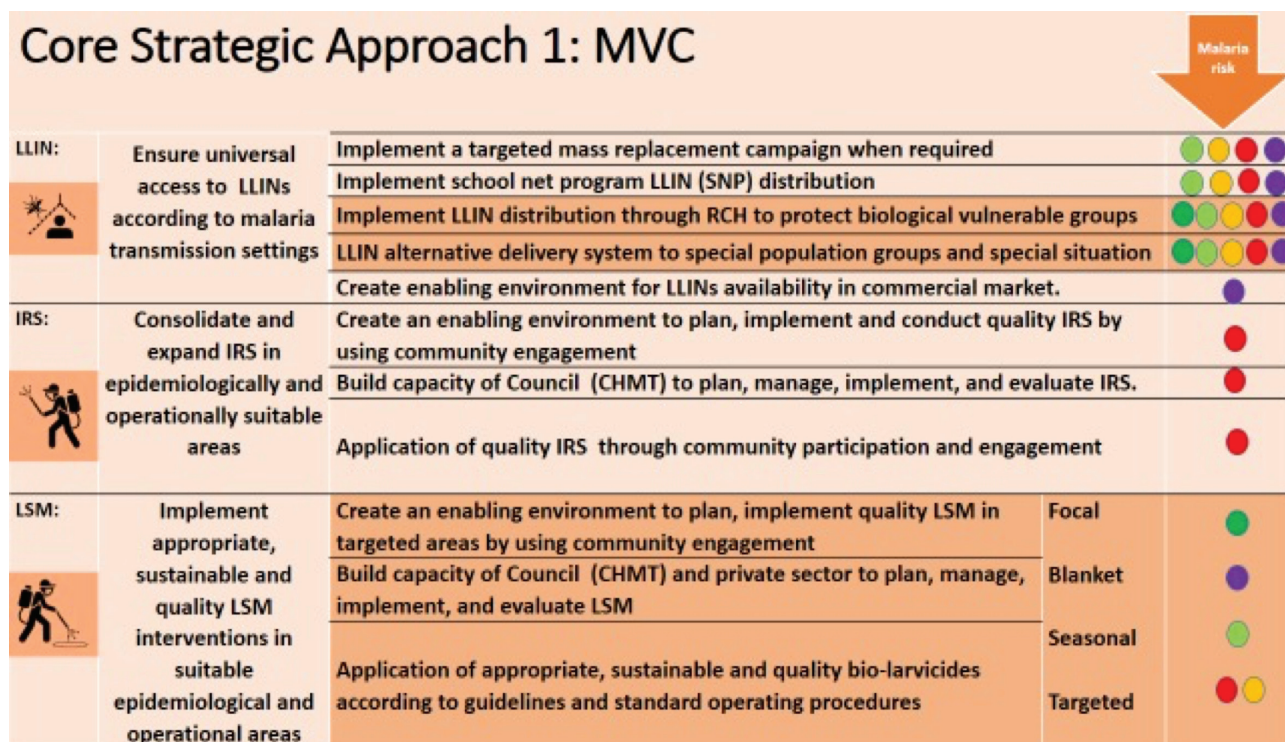 Core Strategic Approach 1: MVC
Malaria
risk
LLIN:
Ensure universal
access to LLINs
according to malaria
transmission settings
Implement a targeted mass replacement campaign when required
Implement school net program LLIN (SNP) distribution
Implement LLIN distribution through RCH to protect biological vulnerable groups
LLIN alternative delivery system to special population groups and special situation
Create enabling environment for LLINs availability in commercial market.
IRS:
Consolidate and
expand IRS in
epidemiologically and
operationally suitable
areas
Create an enabling environment to plan, implement and conduct quality IRS by
using community engagement
Build capacity of Council (CHMT) to plan, manage, implement, and evaluate IRS.
Application of quality IRS through community participation and engagement
LSM:
Implement
appropriate,
sustainable and
quality LSM
interventions in
suitable
epidemiological and
operational areas
Create an enabling environment to plan, implement quality LSM in
targeted areas by using community engagement
Focal
Build capacity of Council (CHMT) and private sector to plan, manage,
implement, and evaluate LSM
Blanket
Seasonal
Application of appropriate, sustainable and quality bio-larvicides
according to guidelines and standard operating procedures
Targeted